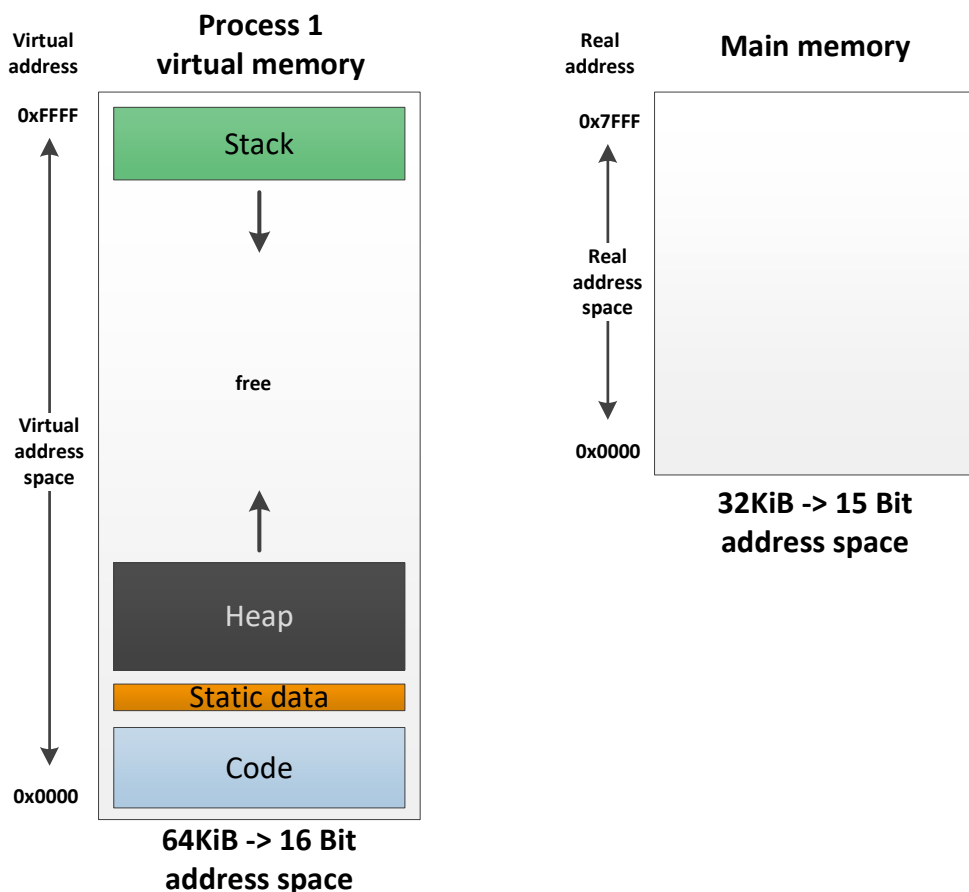 Virtual
address
Process 1
virtual memory
0xFFFF
Stack
free
Virtual
address
space
Heap
Static data
Code
0x0000
64KiB -> 16 Bit
address space
Real
address
Main memory
0x7FFF
Real
address
space
0x0000
32KiB -> 15 Bit
address space